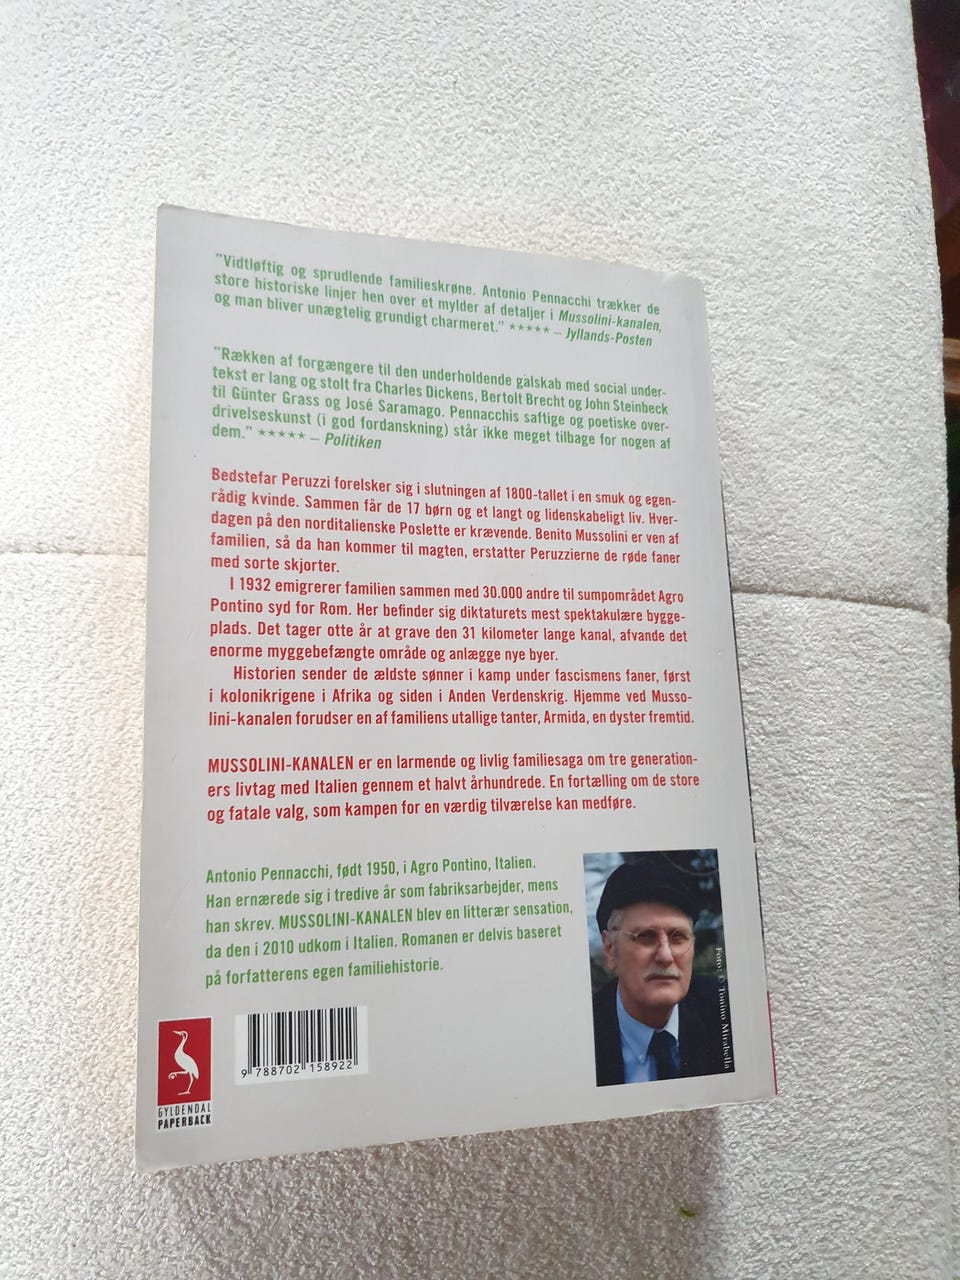 "Vidtløftig og sprudlende familieskrøne. Antonio Pennacchi trækker de
store historiske linjer hen over et mylder af detaljer i Mussolini-kanalen,
og man bliver unægtelig grundigt charmeret." ★★★★★ – Jyllands-Posten
"Rækken af forgængere til den underholdende galskab med social under-
tekst er lang og stolt fra Charles Dickens, Bertolt Brecht og John Steinbeck
til Günter Grass og José Saramago. Pennacchis saftige og poetiske over-
drivelseskunst (i god fordanskning) står ikke meget tilbage for nogen af
dem." ★★★★★ – Politiken
Bedstefar Peruzzi forelsker sig i slutningen af 1800-tallet i en smuk og egen-
rådig kvinde. Sammen får de 17 børn og et langt og lidenskabeligt liv. Hver-
dagen på den norditalienske Poslette er krævende. Benito Mussolini er ven af
familien, så da han kommer til magten, erstatter Peruzzierne de røde faner
med sorte skjorter.
I 1932 emigrerer familien sammen med 30.000 andre til sumpområdet Agro
Pontino syd for Rom. Her befinder sig diktaturets mest spektakulære bygge-
plads. Det tager otte år at grave den 31 kilometer lange kanal, afvande det
enorme myggebefængte område og anlægge nye byer.
Historien sender de ældste sønner i kamp under fascismens faner, først
i kolonikrigene i Afrika og siden i Anden Verdenskrig. Hjemme ved Musso-
lini-kanalen forudser en af familiens utallige tanter, Armida, en dyster fremtid.
MUSSOLINI-KANALEN er en larmende og livlig familiesaga om tre generation-
ers livtag med Italien gennem et halvt århundrede. En fortælling om de store
og fatale valg, som kampen for en værdig tilværelse kan medføre.
Antonio Pennacchi, født 1950, i Agro Pontino, Italien.
Han ernærede sig i tredive år som fabriksarbejder, mens
han skrev. MUSSOLINI-KANALEN blev en litterær sensation,
da den i 2010 udkom i Italien. Romanen er delvis baseret
på forfatterens egen familiehistorie.
Foto: © Tonino Mirabella
9 788702 158922
GYLDENDAL
PAPERBACK